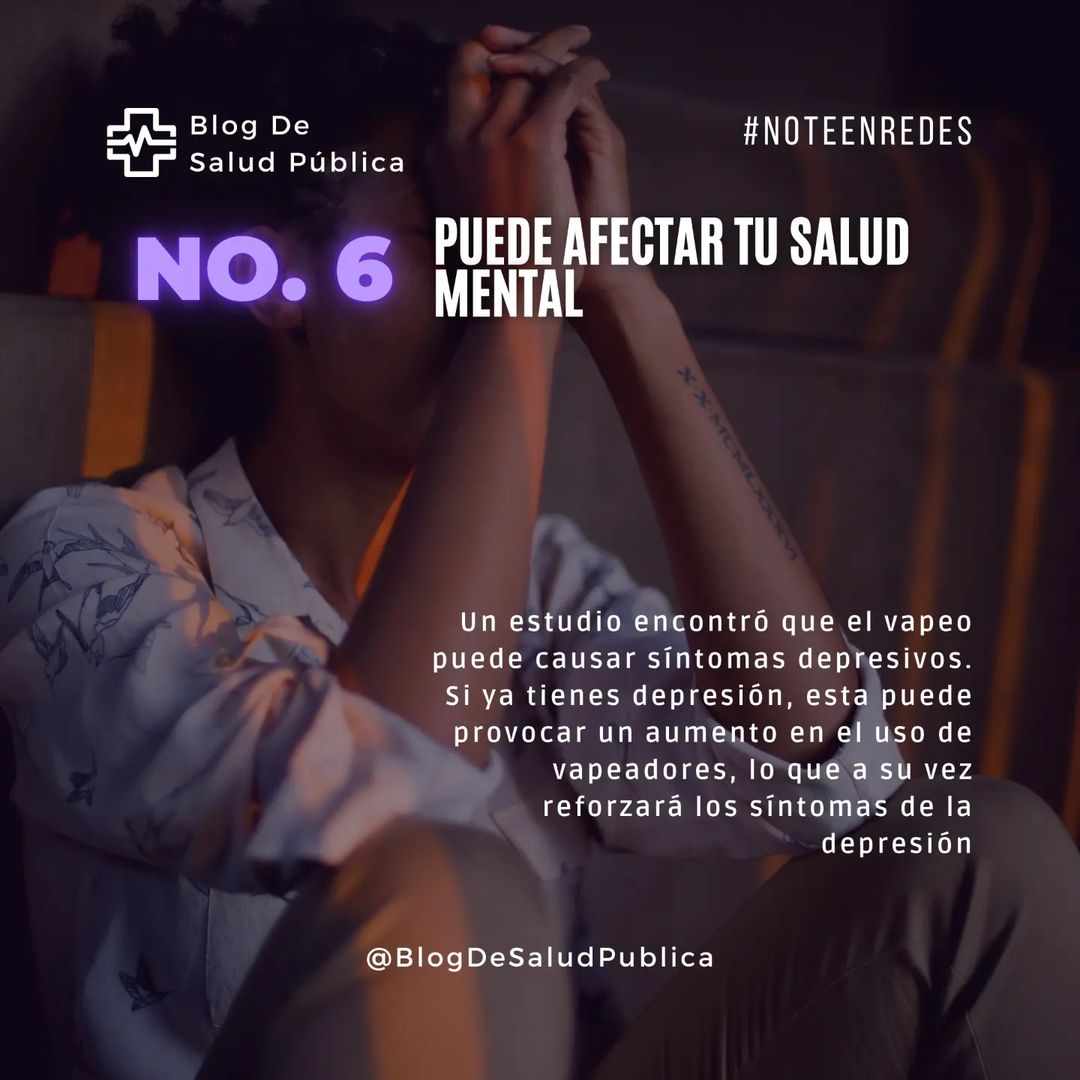 Blog De
Salud Pública
#NOTEENREDES
NO. 6
PUEDE AFECTAR TU SALUD
MENTAL
X·X·MCMLXXXVI
Un estudio encontró que el vapeo
puede causar síntomas depresivos.
Si ya tienes depresión, esta puede
provocar un aumento en el uso de
vapeadores, lo que a su vez
reforzará los síntomas de la
depresión
@BlogDeSaludPublica